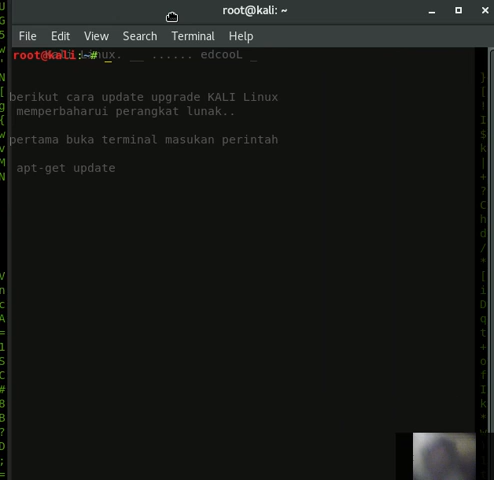 root@kali: ~
File Edit View Search Terminal Help
root@kali:~# _
edcooL _
berikut cara update upgrade KALI Linux
memperbaharui perangkat lunak..
pertama buka terminal masukan perintah
apt-get update